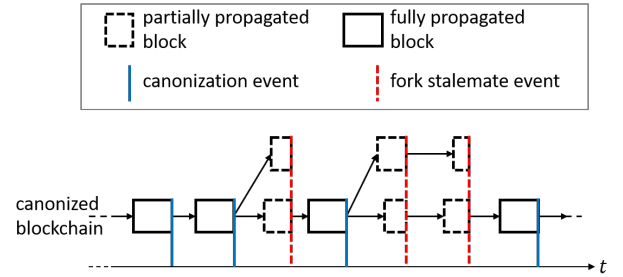 partially propagated
block
fully propagated
block
canonization event
fork stalemate event
canonized
blockchain
t